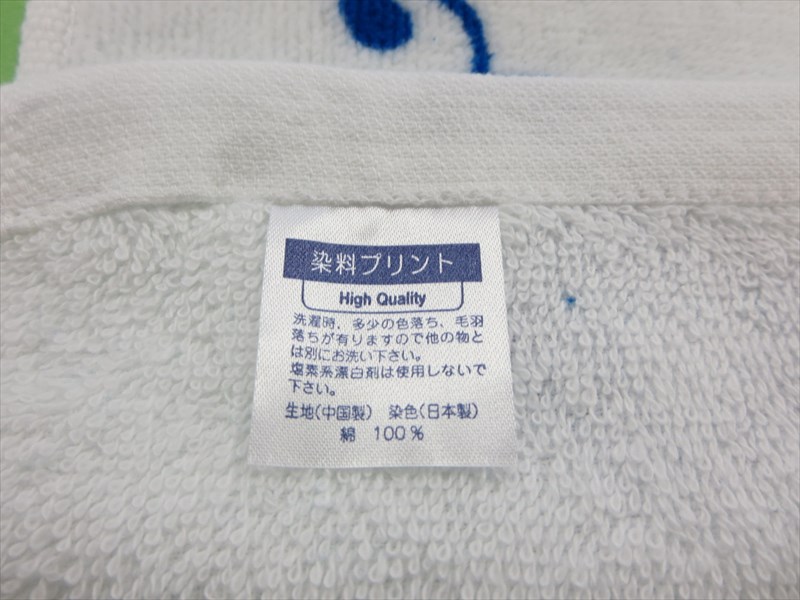 染料プリント
High Quality
洗濯時、多少の色落ち、毛羽
落ちが有りますので他の物と
は別にお洗い下さい。
塩素系漂白剤は使用しないで
下さい。
生地(中国製) 染色(日本製)
綿 100%